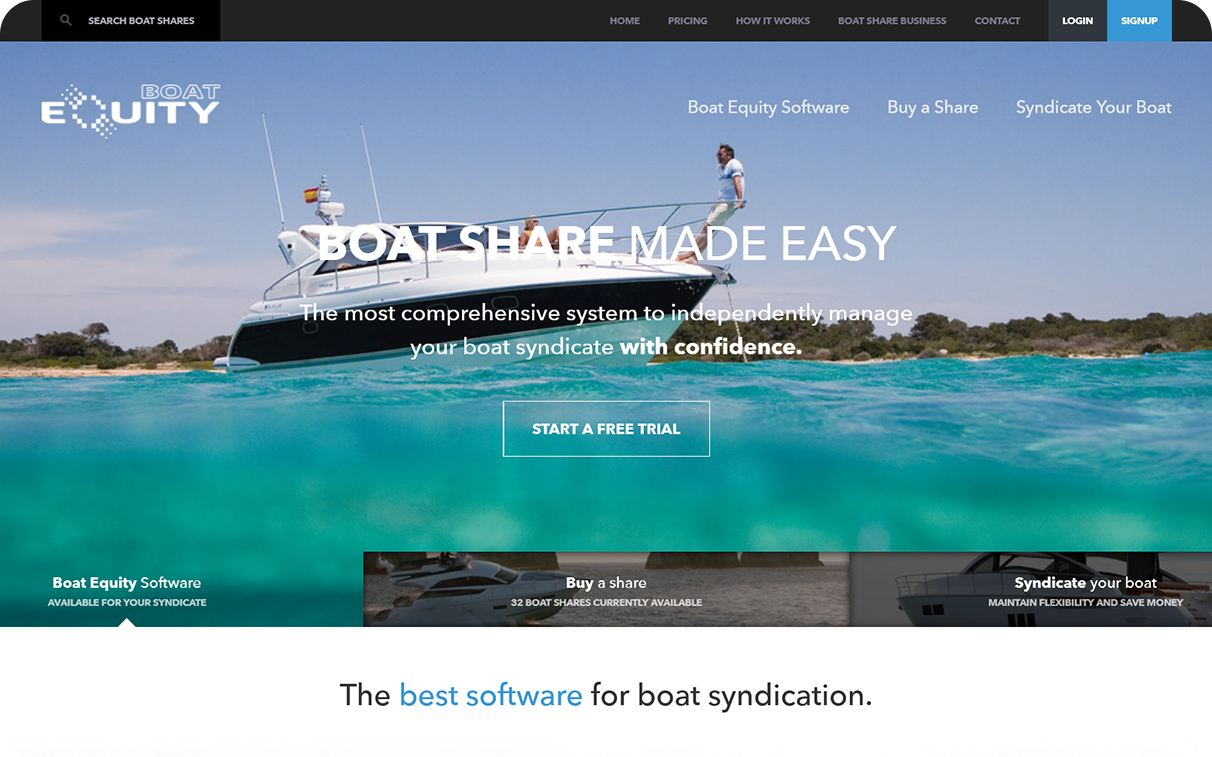 SEARCH BOAT SHARES
HOME PRICING HOW IT WORKS BOAT SHARE BUSINESS CONTACT LOGIN SIGNUP
BOAT
EQUITY
Boat Equity Software Buy a Share Syndicate Your Boat
BOAT SHARE MADE EASY
The most comprehensive system to independently manage
your boat syndicate with confidence.
START A FREE TRIAL
Boat Equity Software
AVAILABLE FOR YOUR SYNDICATE
Buy a share
32 BOAT SHARES CURRENTLY AVAILABLE
Syndicate your boat
MAINTAIN FLEXIBILITY AND SAVE MONEY
The best software for boat syndication.